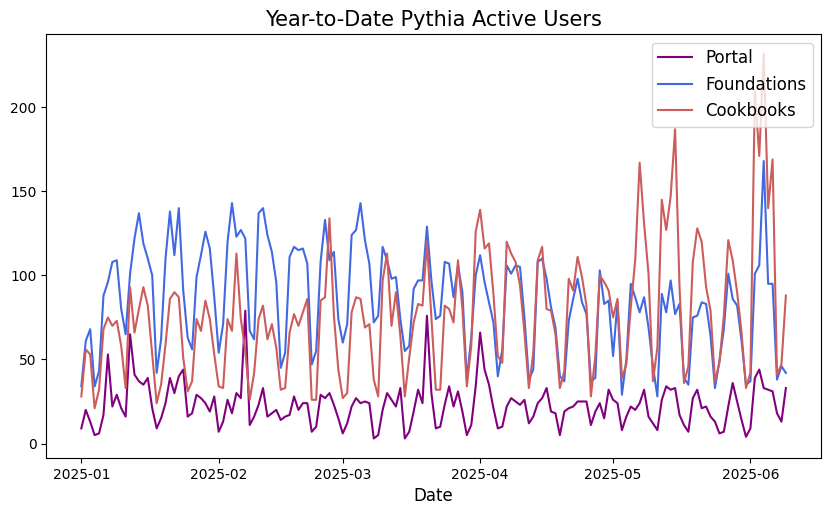 Year-to-Date Pythia Active Users
Portal
Foundations
Cookbooks
200
150
100
50
0
2025-01
2025-02
2025-03
2025-04
2025-05
2025-06
Date